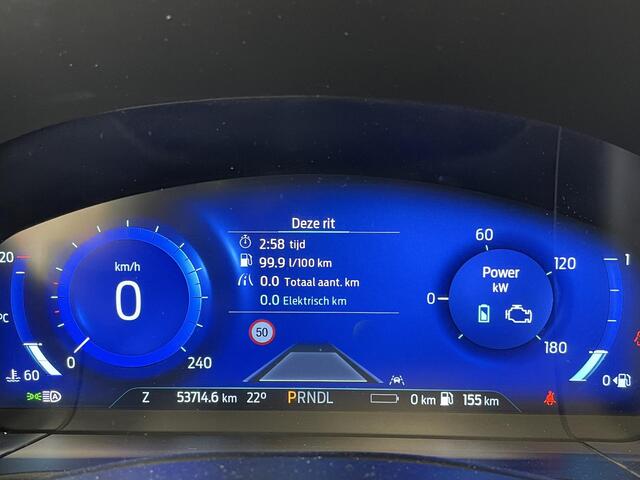 Deze rit
2:58 tijd
99.9 l/100 km
0.0 Totaal aant. km
0.0 Elektrisch km
50
km/h
0
0
240
20
°C
60
Power
kW
0
60
120
180
1
0
Z
53714.6 km
22°
PRNDL
0 km
155 km
A